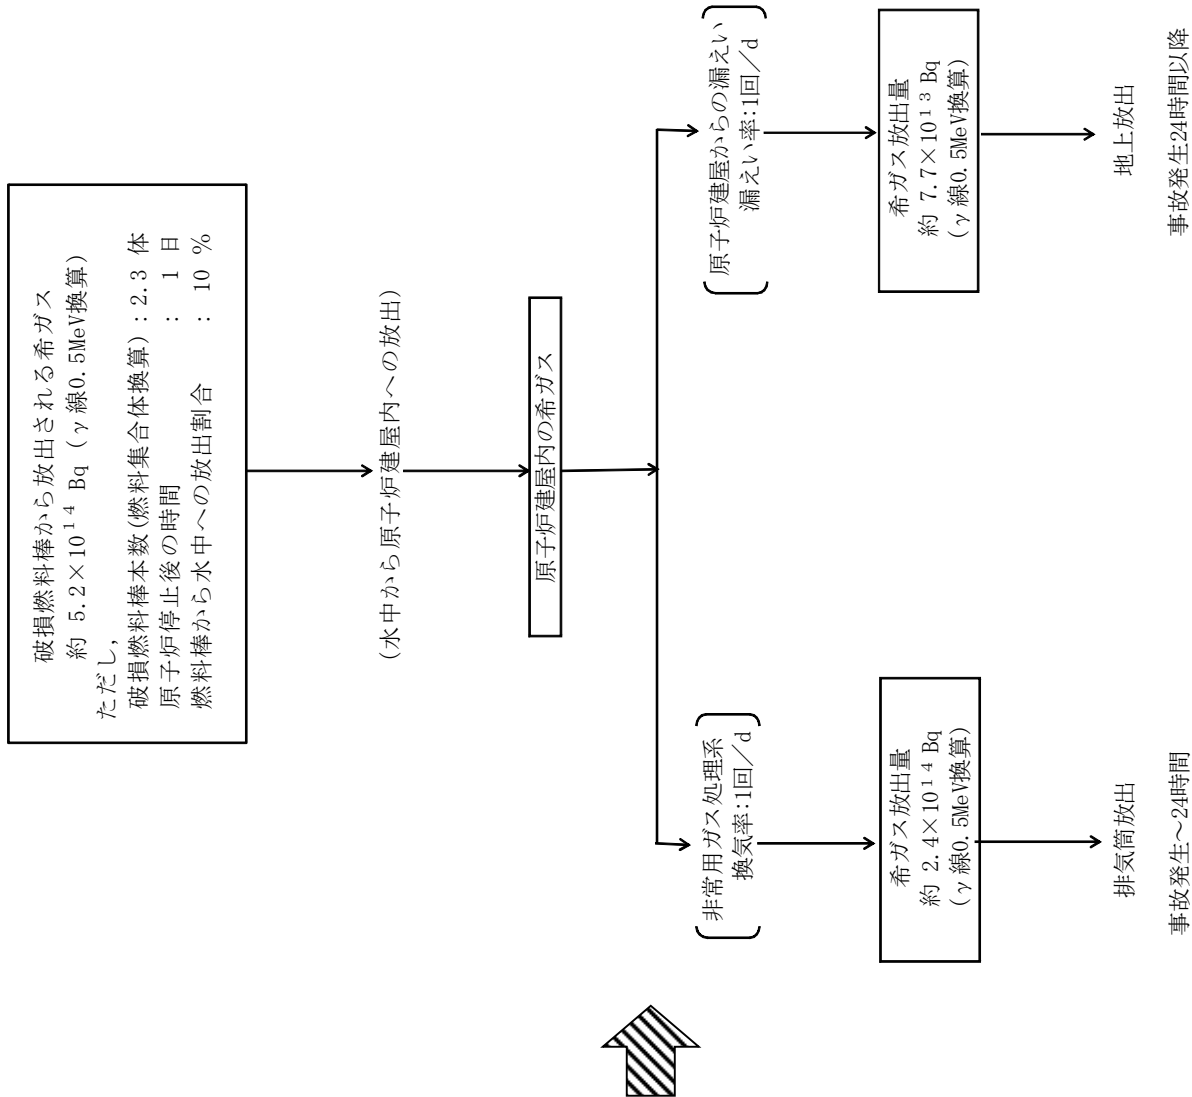 破損燃料棒から放出される希ガス
約 5.2×10¹⁴ Bq (γ線0.5MeV換算)
ただし,
破損燃料棒本数(燃料集合体換算) : 2.3 体
原子炉停止後の時間 : 1 日
燃料棒から水中への放出割合 : 10 %
(水中から原子炉建屋内への放出)
原子炉建屋内の希ガス
非常用ガス処理系
換気率:1回/d
希ガス放出量
約 2.4×10¹⁴ Bq
(γ線0.5MeV換算)
排気筒放出
事故発生~24時間
原子炉建屋からの漏えい
漏えい率:1回/d
希ガス放出量
約 7.7×10¹³ Bq
(γ線0.5MeV換算)
地上放出
事故発生24時間以降